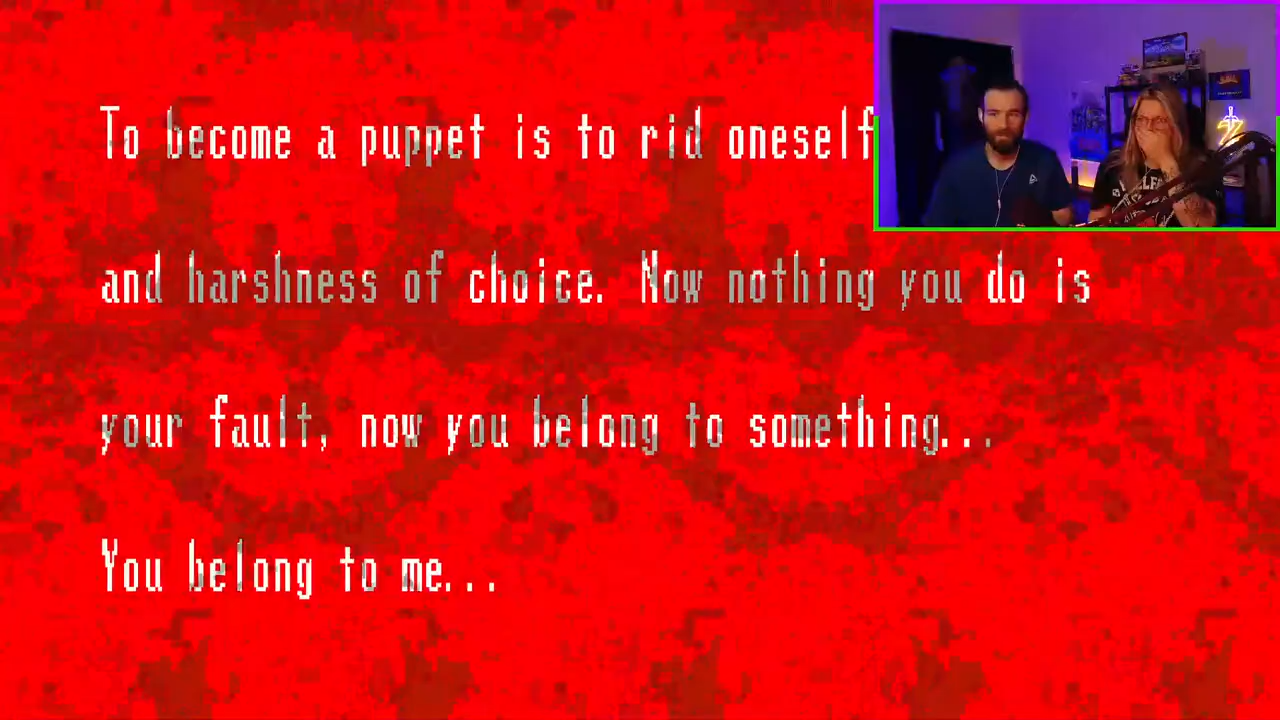 To become a puppet is to rid oneself
and harshness of choice. Now nothing you do is
your fault, now you belong to something...
You belong to me...